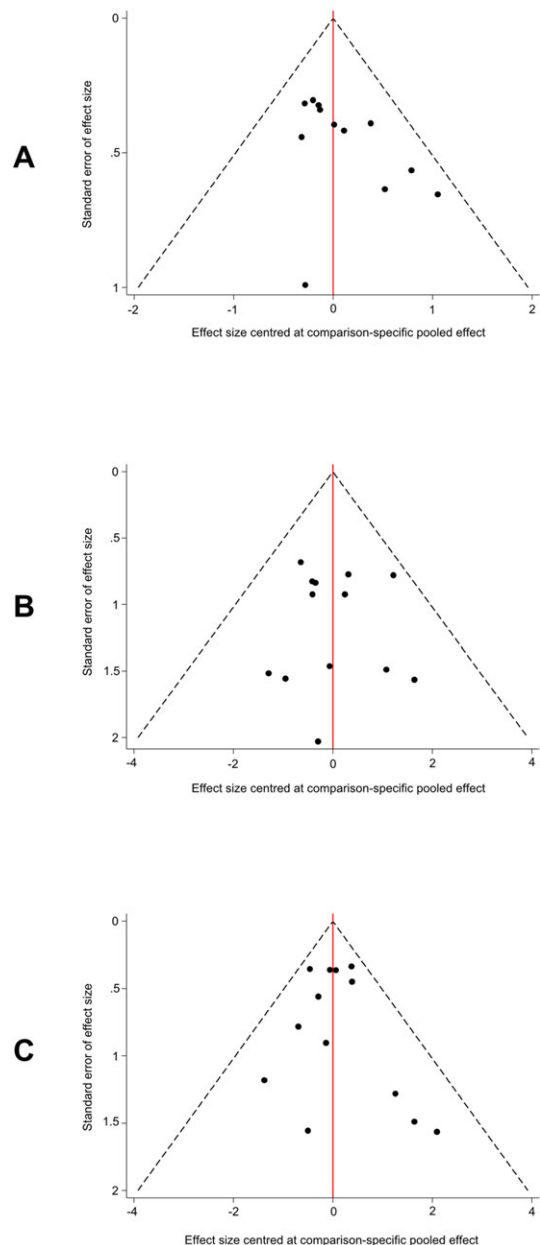 A
Standard error of effect size
0
.5
1
-2 -1 0 1 2
Effect size centred at comparison-specific pooled effect
B
Standard error of effect size
0
.5
1
1.5
2
-4 -2 0 2 4
Effect size centred at comparison-specific pooled effect
C
Standard error of effect size
0
.5
1
1.5
2
-4 -2 0 2 4
Effect size centred at comparison-specific pooled effect